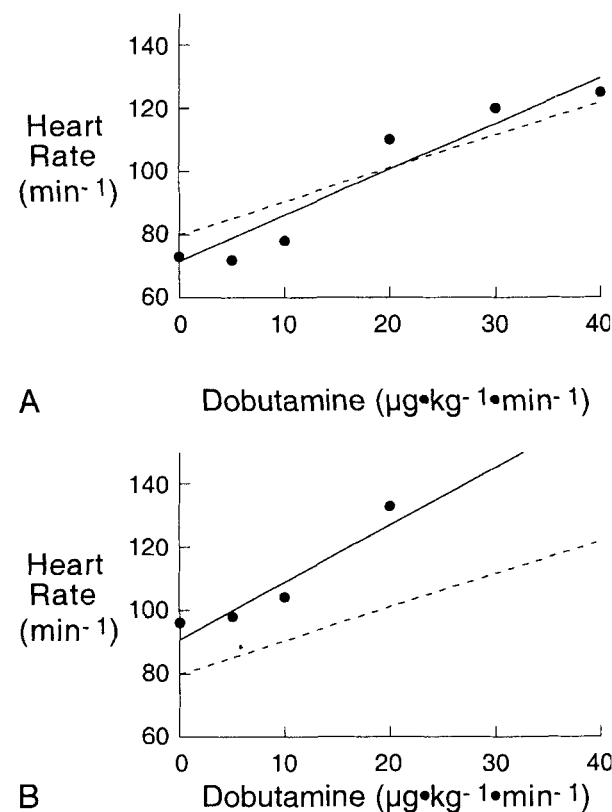 140
120
100
80
60
Heart
Rate
(min-1)
0 10 20 30 40
A Dobutamine (µg•kg-1•min-1)
140
120
100
80
60
Heart
Rate
(min-1)
0 10 20 30 40
B Dobutamine (µg•kg-1•min-1)